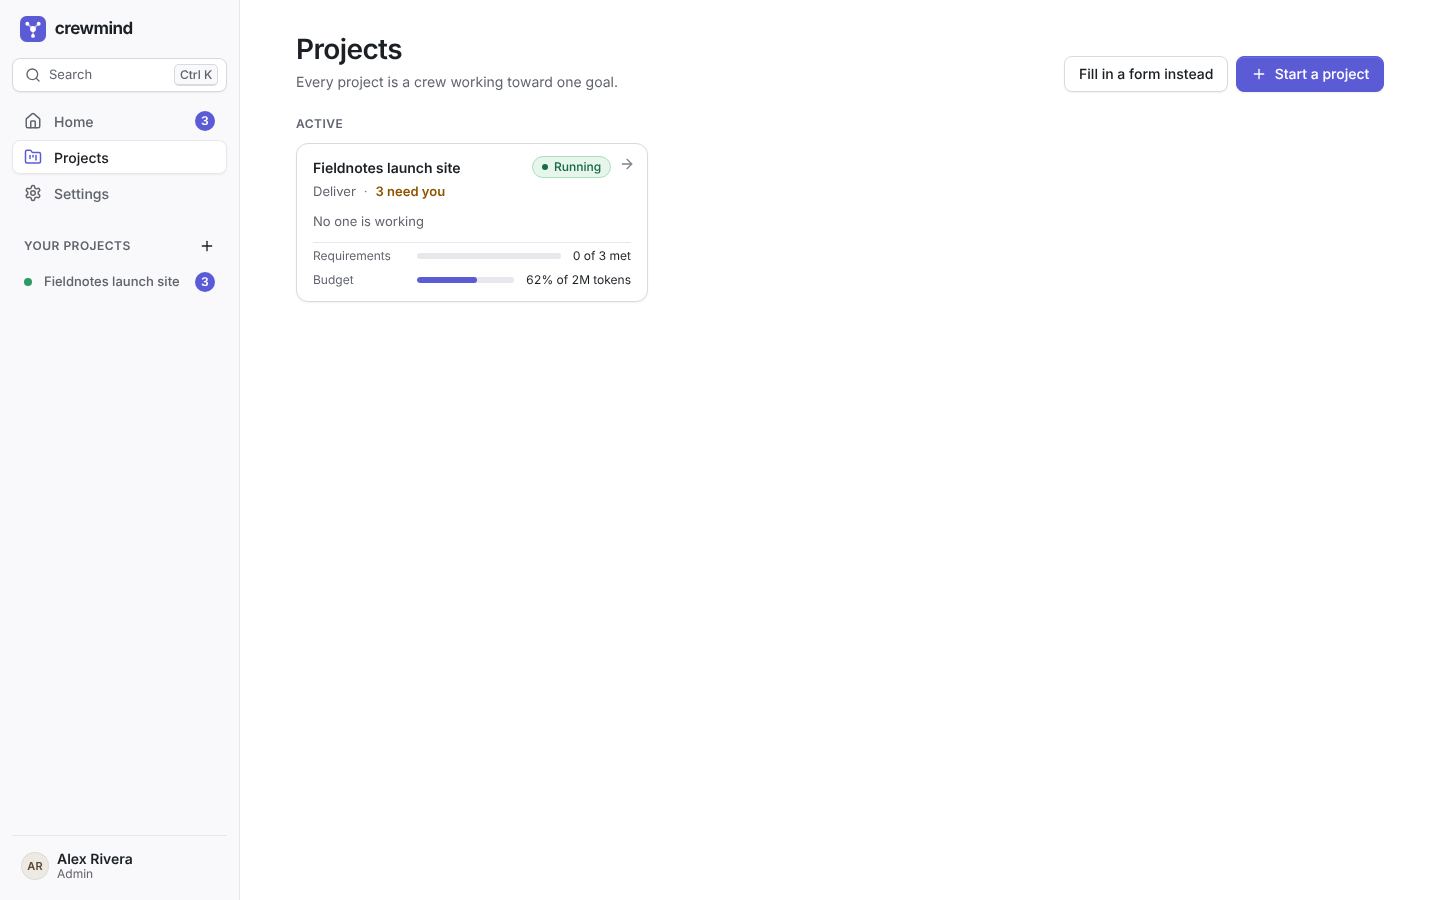 crewmind
Search Ctrl K
Home 3
Projects
Settings
YOUR PROJECTS
Fieldnotes launch site 3
AR
Alex Rivera
Admin
Projects
Every project is a crew working toward one goal.
Fill in a form instead
Start a project
ACTIVE
Fieldnotes launch site Running
Deliver · 3 need you
No one is working
Requirements 0 of 3 met
Budget 62% of 2M tokens